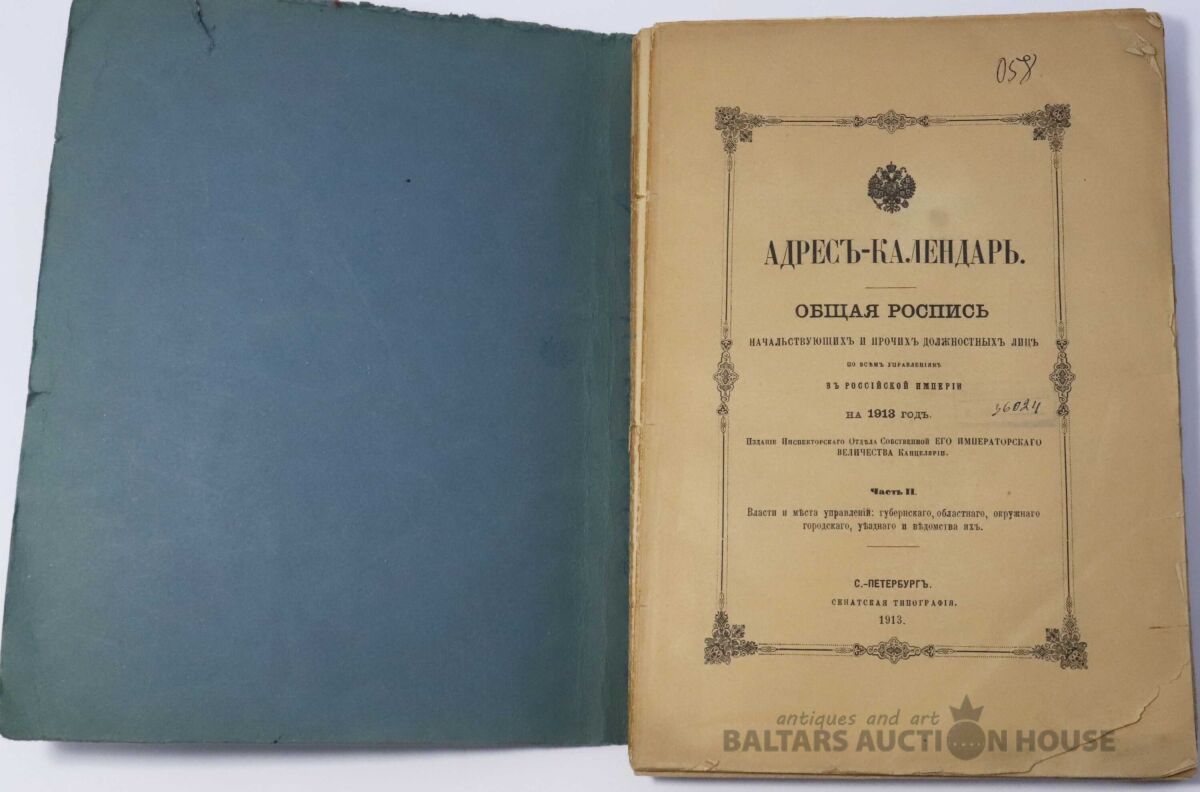 058
АДРЕСЪ-КАЛЕНДАРЬ.
ОБЩАЯ РОСПИСЬ
НАЧАЛЬСТВУЮЩИХЪ И ПРОЧИХЪ ДОЛЖНОСТНЫХЪ ЛИЦЪ
ПО ВСѢМЪ УПРАВЛЕНІЯМЪ
ВЪ РОССІЙСКОЙ ИМПЕРІИ
НА 1913 ГОДЪ.
36024
Изданіе Инспекторскаго Отдѣла Собственной ЕГО ИМПЕРАТОРСКАГО
ВЕЛИЧЕСТВА Канцеляріи.
Часть II.
Власти и мѣста управленій: губернскаго, областнаго, окружнаго
городскаго, уѣзднаго и вѣдомства ихъ.
С.-ПЕТЕРБУРГЪ.
СЕНАТСКАЯ ТИПОГРАФІЯ.
1913.
antiques and art
BALTARS AUCTION HOUSE